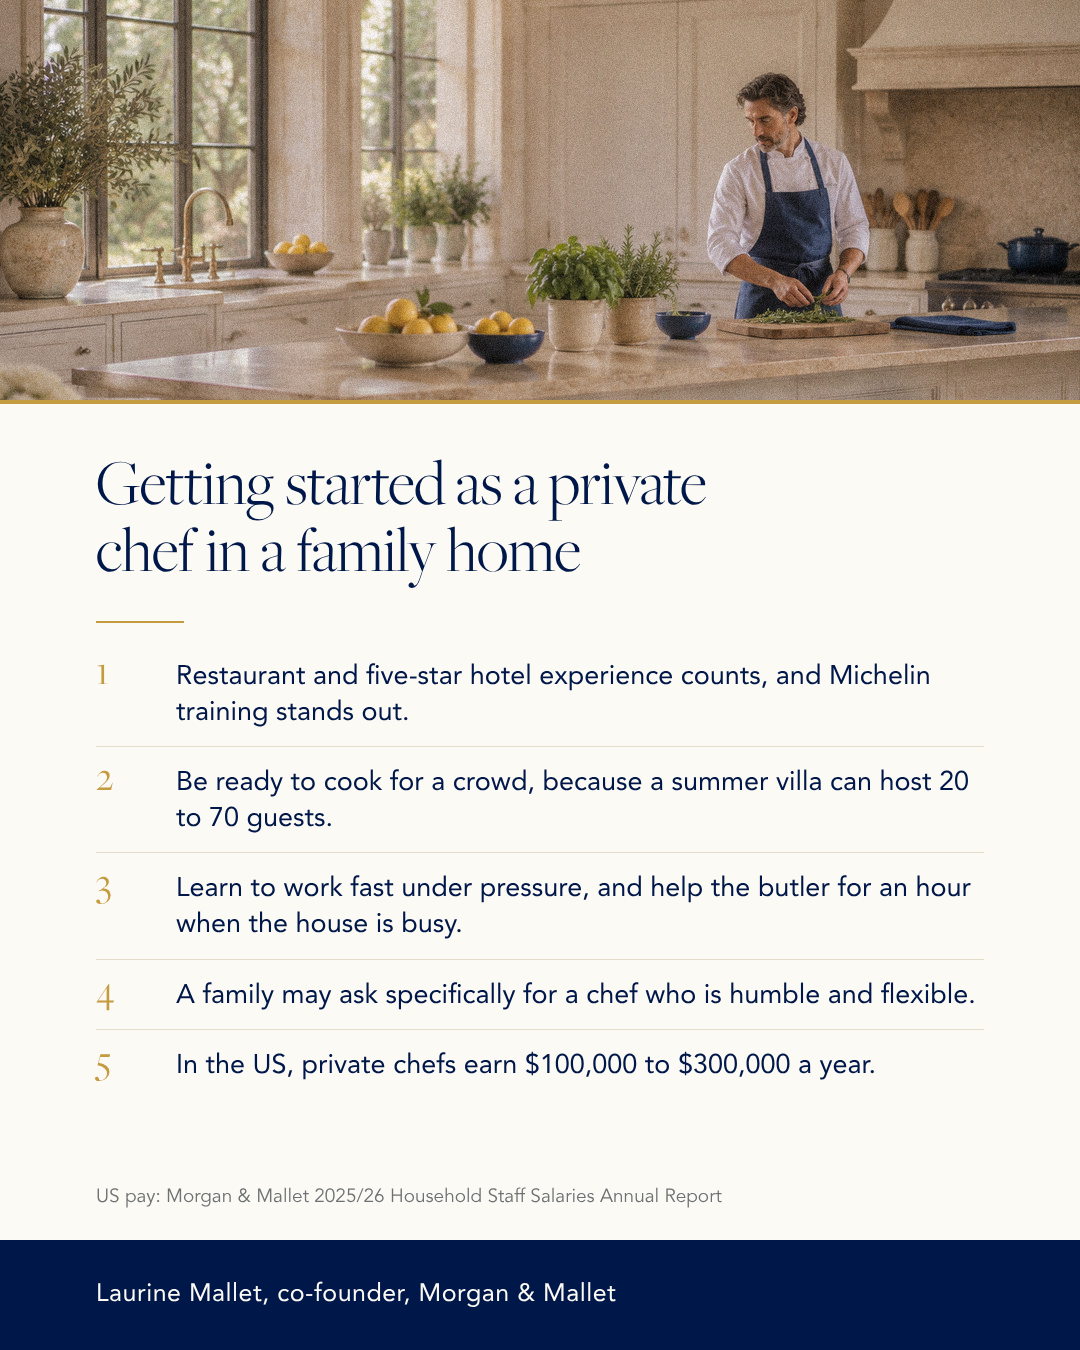 Getting started as a private
chef in a family home
1
Restaurant and five-star hotel experience counts, and Michelin
training stands out.
2
Be ready to cook for a crowd, because a summer villa can host 20
to 70 guests.
3
Learn to work fast under pressure, and help the butler for an hour
when the house is busy.
4
A family may ask specifically for a chef who is humble and flexible.
5
In the US, private chefs earn $100,000 to $300,000 a year.
US pay: Morgan & Mallet 2025/26 Household Staff Salaries Annual Report
Laurine Mallet, co-founder, Morgan & Mallet